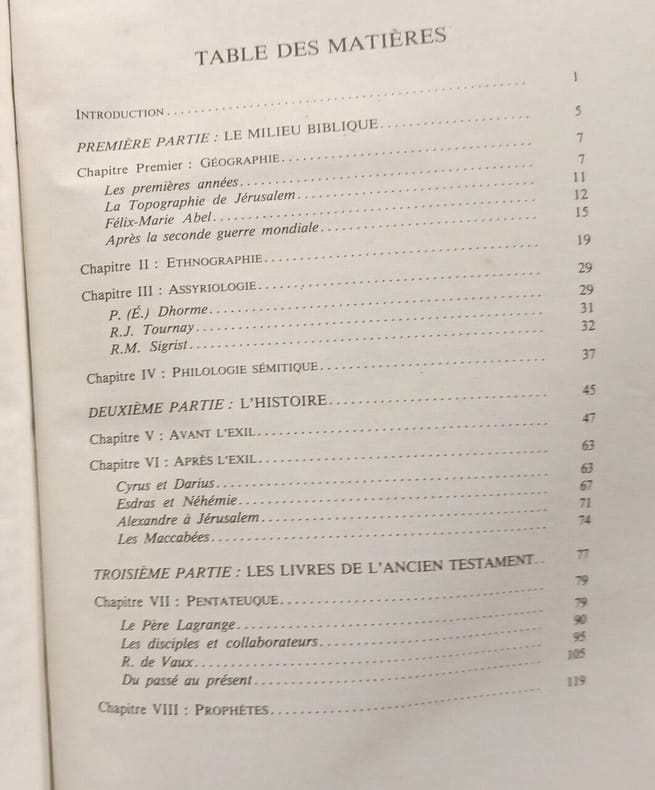 TABLE DES MATIÈRES
INTRODUCTION 1
PREMIÈRE PARTIE : LE MILIEU BIBLIQUE 5
Chapitre Premier : GÉOGRAPHIE 7
Les premières années 7
La Topographie de Jérusalem 11
Félix-Marie Abel 12
Après la seconde guerre mondiale 15
Chapitre II : ETHNOGRAPHIE 19
Chapitre III : ASSYRIOLOGIE 29
P. (É.) Dhorme 29
R.J. Tournay 31
R.M. Sigrist 32
Chapitre IV : PHILOLOGIE SÉMITIQUE 37
DEUXIÈME PARTIE : L'HISTOIRE 45
Chapitre V : AVANT L'EXIL 47
Chapitre VI : APRÈS L'EXIL 63
Cyrus et Darius 63
Esdras et Néhémie 67
Alexandre à Jérusalem 71
Les Maccabées 74
TROISIÈME PARTIE : LES LIVRES DE L'ANCIEN TESTAMENT 77
Chapitre VII : PENTATEUQUE 79
Le Père Lagrange 79
Les disciples et collaborateurs 90
R. de Vaux 95
Du passé au présent 105
Chapitre VIII : PROPHÈTES 119